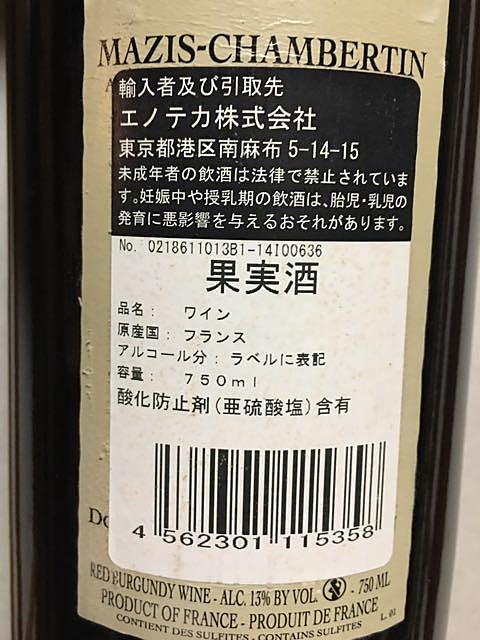 MAZIS-CHAMBERTIN
輸入者及び引取先
エノテカ株式会社
東京都港区南麻布 5-14-15
未成年者の飲酒は法律で禁止されていま
す。妊娠中や授乳期の飲酒は、胎児・乳児の
発育に悪影響を与えるおそれがあります。
No. 0218611013B1-14I00636
果実酒
品名： ワイン
原産国： フランス
アルコール分： ラベルに表記
容量： 750ml
酸化防止剤(亜硫酸塩)含有
4 562301 115358
RED BURGUNDY WINE - ALC. 13% BY VOL. - 750 ML
PRODUCT OF FRANCE - PRODUIT DE FRANCE
L. 01
CONTIENT DES SULFITES - CONTAINS SULFITES